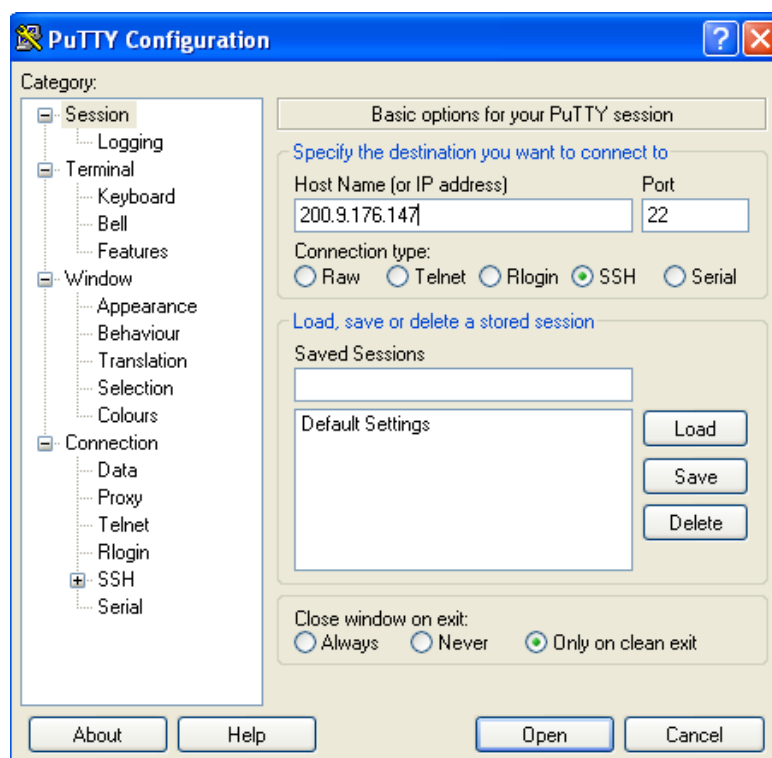 PuTTY Configuration
Category:
Session
Logging
Terminal
Keyboard
Bell
Features
Window
Appearance
Behaviour
Translation
Selection
Colours
Connection
Data
Proxy
Telnet
Rlogin
SSH
Serial
Basic options for your PuTTY session
Specify the destination you want to connect to
Host Name (or IP address) Port
200.9.176.147 22
Connection type:
Raw Telnet Rlogin SSH Serial
Load, save or delete a stored session
Saved Sessions
Default Settings
Load
Save
Delete
Close window on exit:
Always Never Only on clean exit
About Help Open Cancel